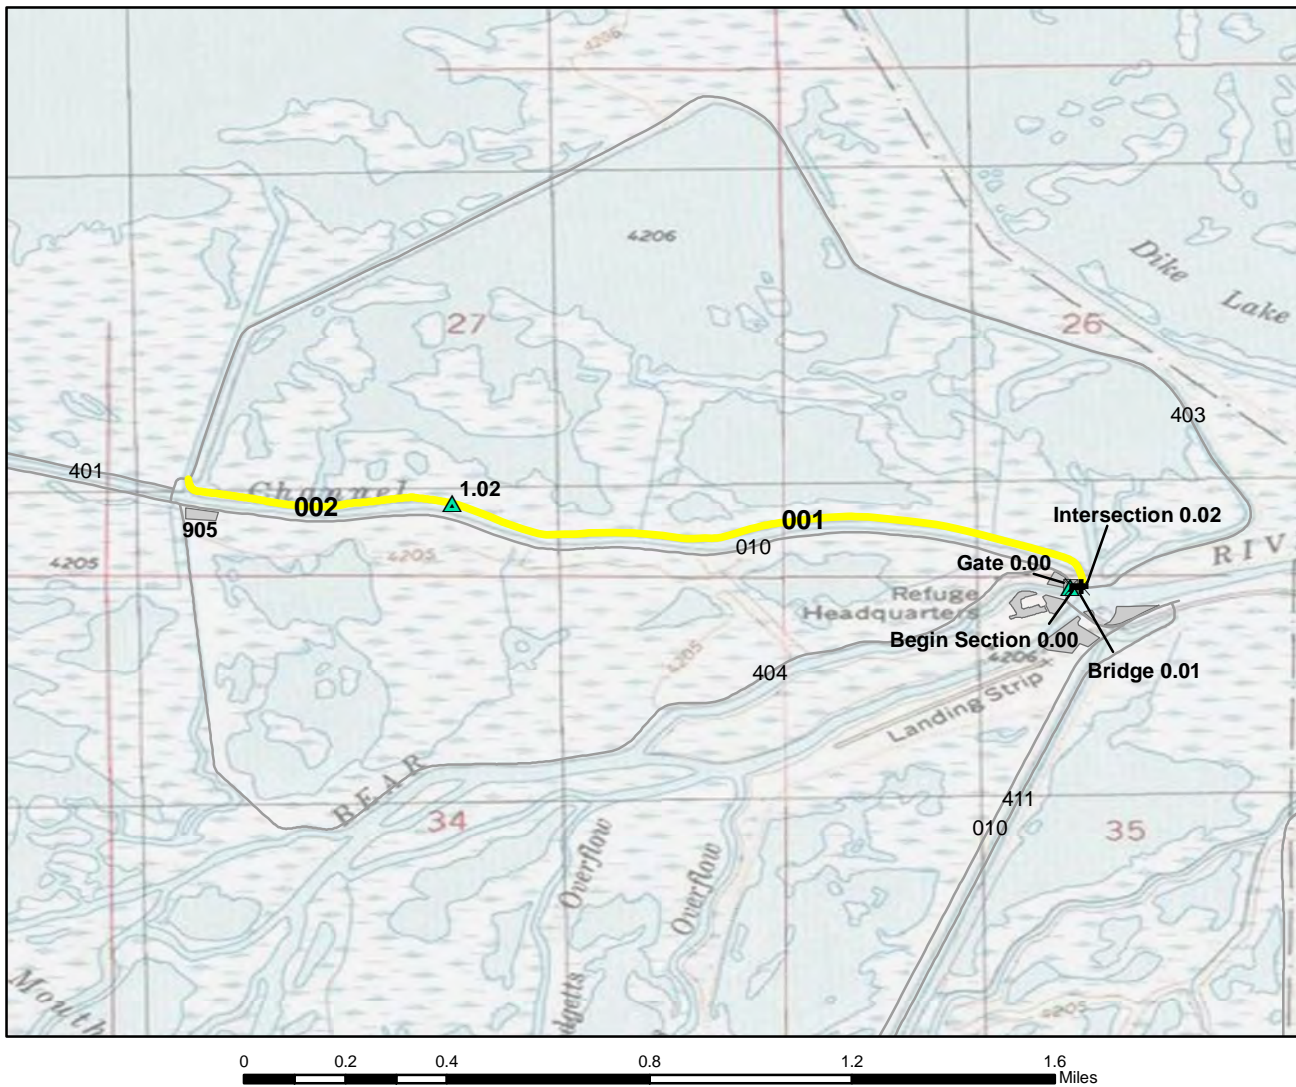 4206
4206
Dike
Lake
27
26
403
401
Channel
1.02
002
001
905
010
Intersection 0.02
RIV
4205
4205
Gate 0.00
Refuge
Headquarters
Begin Section 0.00
4205
4206
Bridge 0.01
404
Landing Strip
BEAR
411
34
010
35
Overflow
Overflow
Mouth
dgetts
4205
0 0.2 0.4 0.8 1.2 1.6
Miles